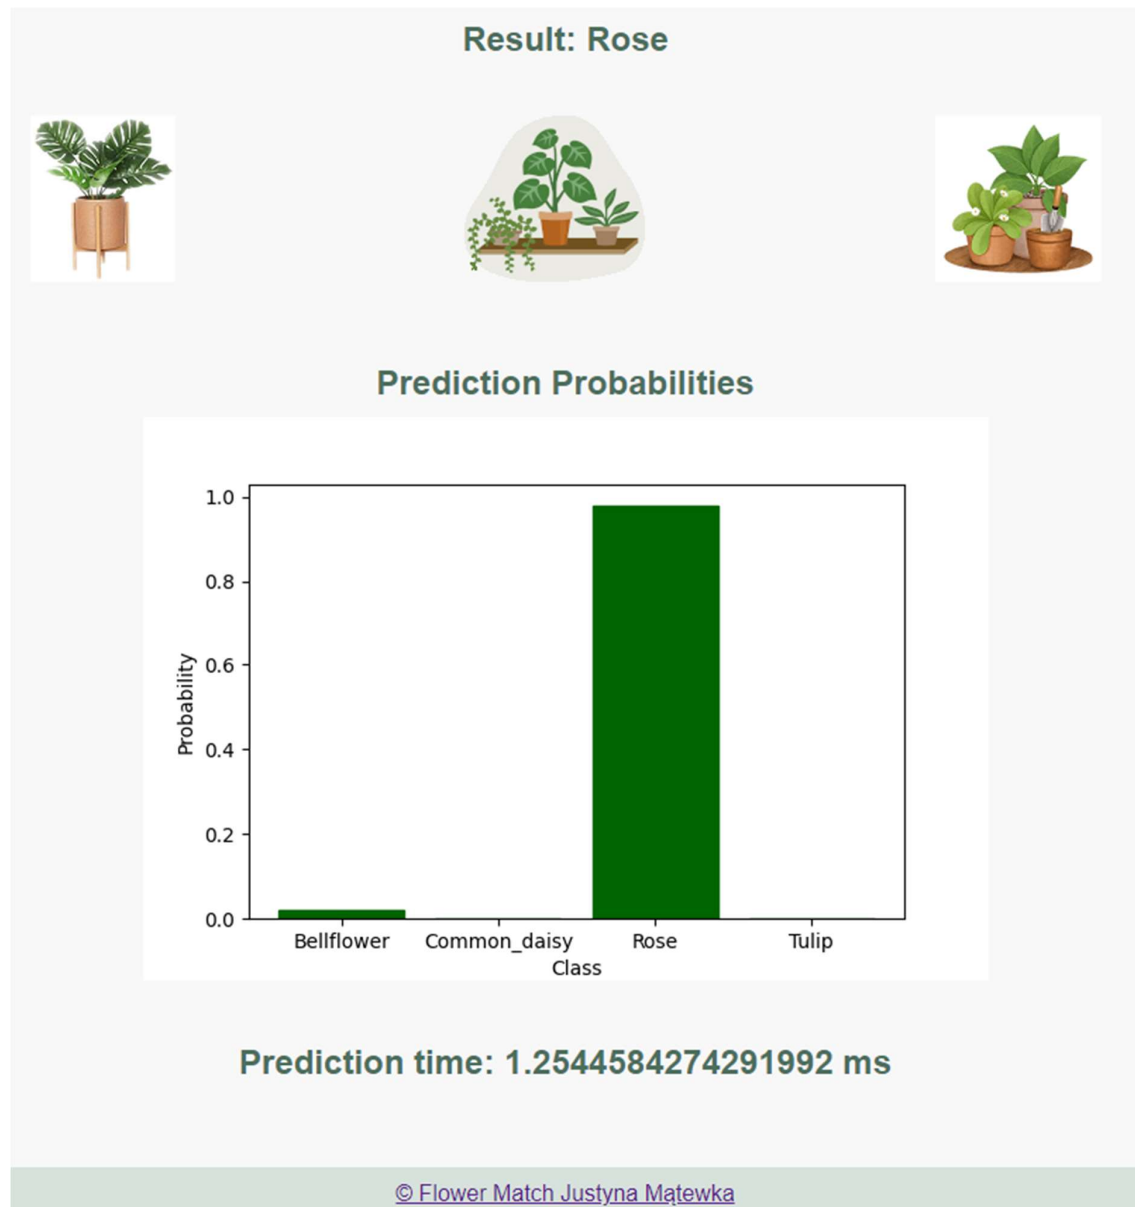 Result: Rose
Prediction Probabilities
1.0
0.8
0.6
0.4
0.2
0.0
Probability
Bellflower Common_daisy Rose Tulip
Class
Prediction time: 1.2544584274291992 ms
© Flower Match Justyna Mątewka